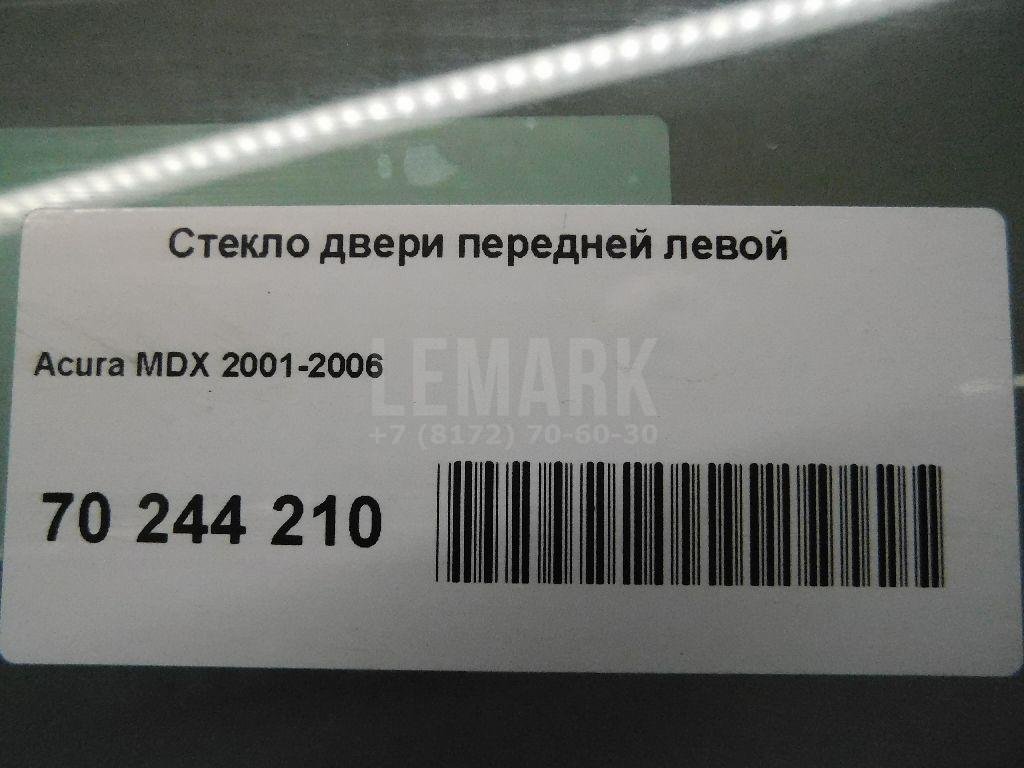 Стекло двери передней левой
Acura MDX 2001-2006
LEMARK
+7 (8172) 70-60-30
70 244 210